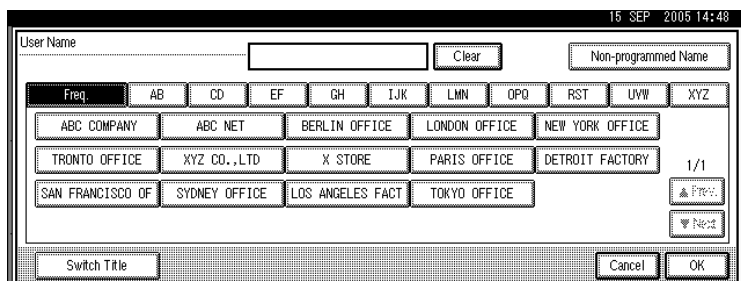 15 SEP 2005 14:48
User Name Clear Non-programmed Name
Freq. AB CD EF GH IJK LMN OPQ RST UVW XYZ
ABC COMPANY ABC NET BERLIN OFFICE LONDON OFFICE NEW YORK OFFICE
TRONTO OFFICE XYZ CO.,LTD X STORE PARIS OFFICE DETROIT FACTORY
1/1
SAN FRANCISCO OF SYDNEY OFFICE LOS ANGELES FACT TOKYO OFFICE ▲ Prev.
▼ Next
Switch Title Cancel OK